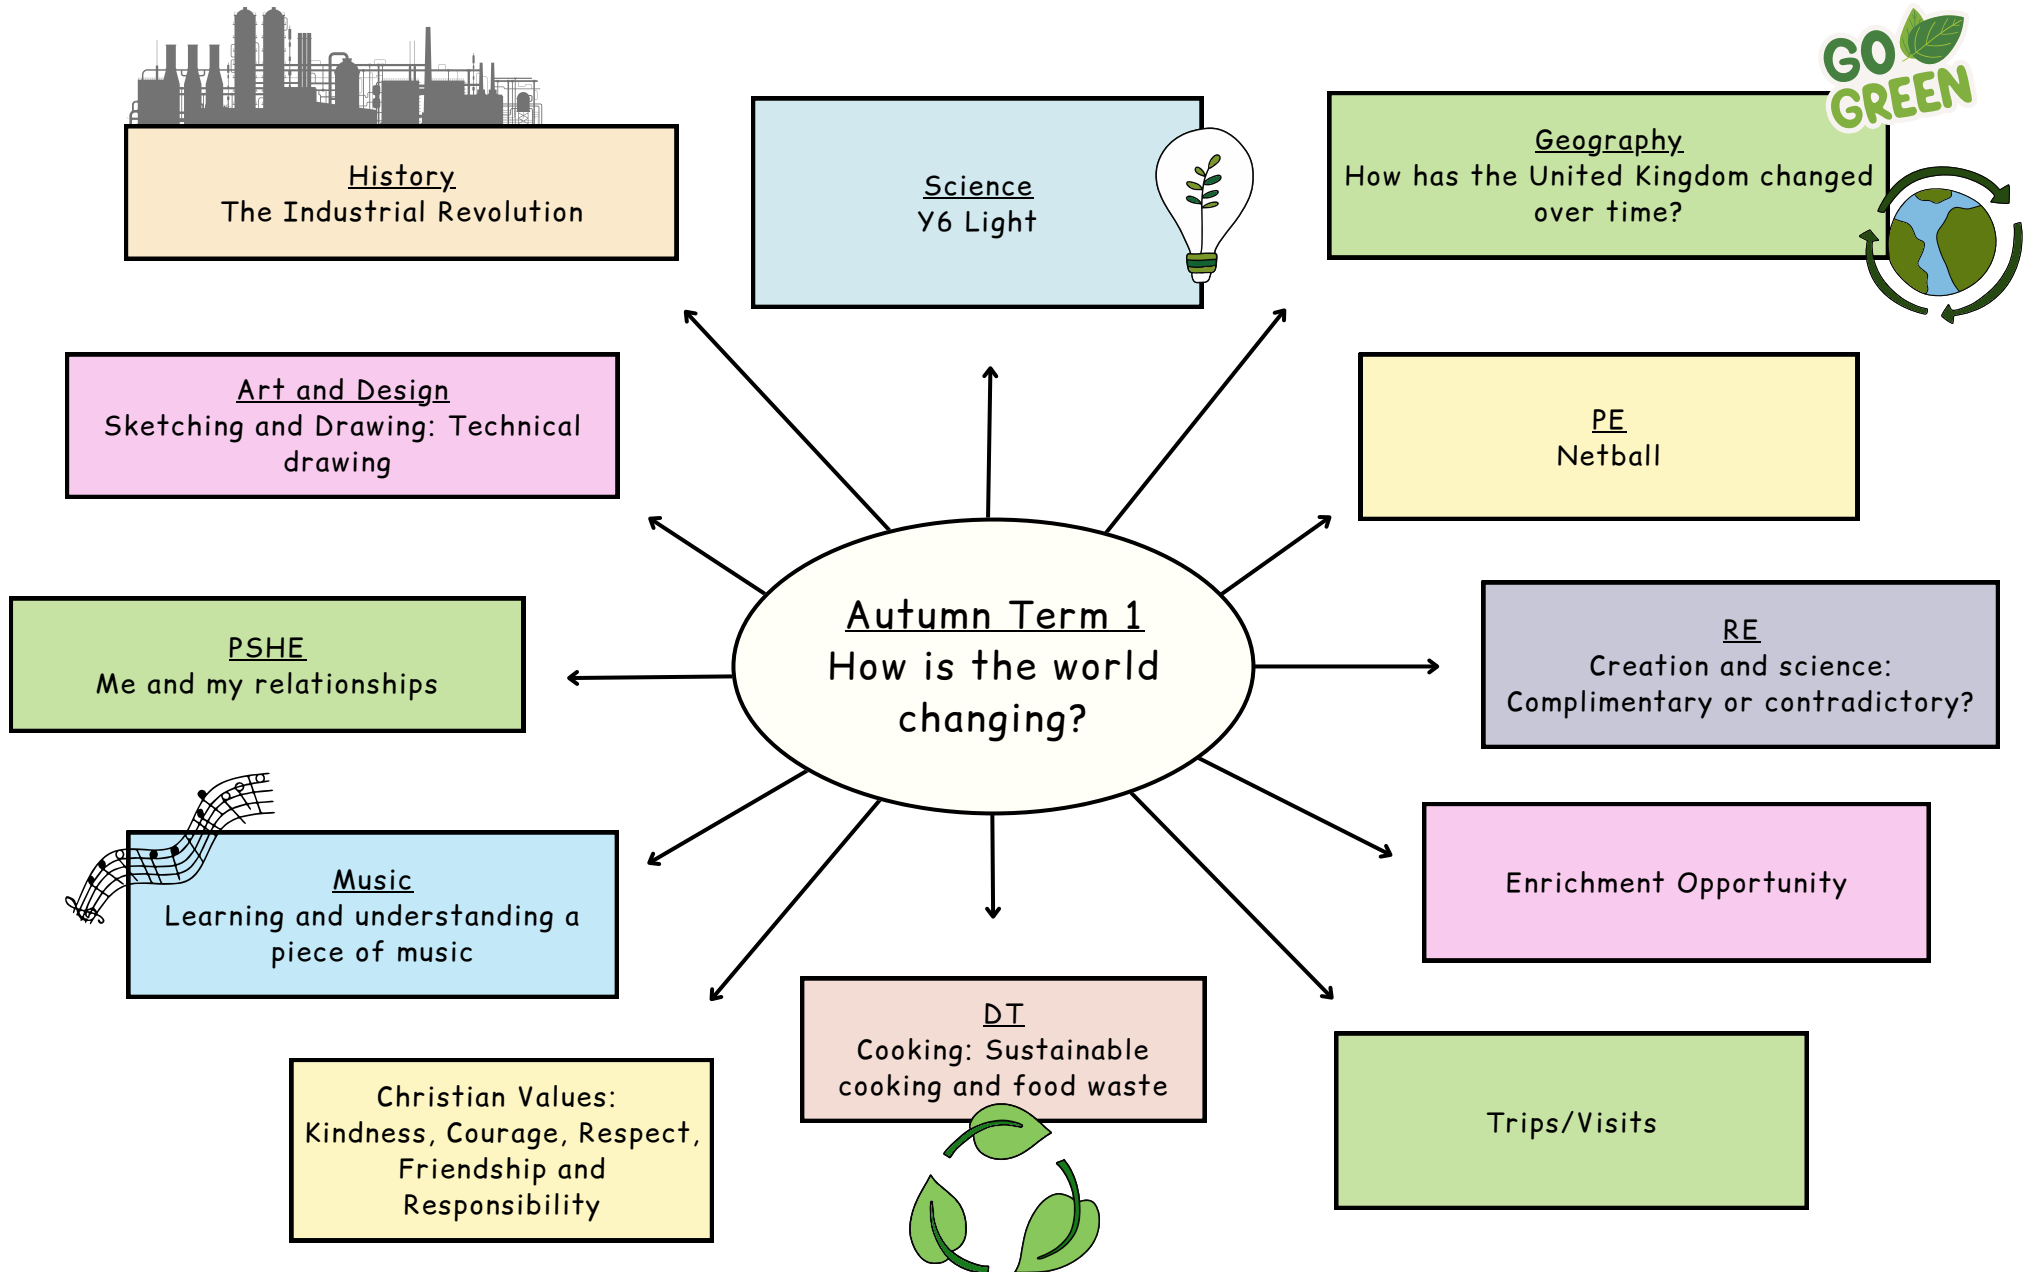 GO
GREEN
History
The Industrial Revolution
Science
Y6 Light
Geography
How has the United Kingdom changed
over time?
Art and Design
Sketching and Drawing: Technical
drawing
PE
Netball
Autumn Term 1
How is the world
changing?
PSHE
Me and my relationships
RE
Creation and science:
Complimentary or contradictory?
Music
Learning and understanding a
piece of music
Enrichment Opportunity
DT
Cooking: Sustainable
cooking and food waste
Christian Values:
Kindness, Courage, Respect,
Friendship and
Responsibility
Trips/Visits